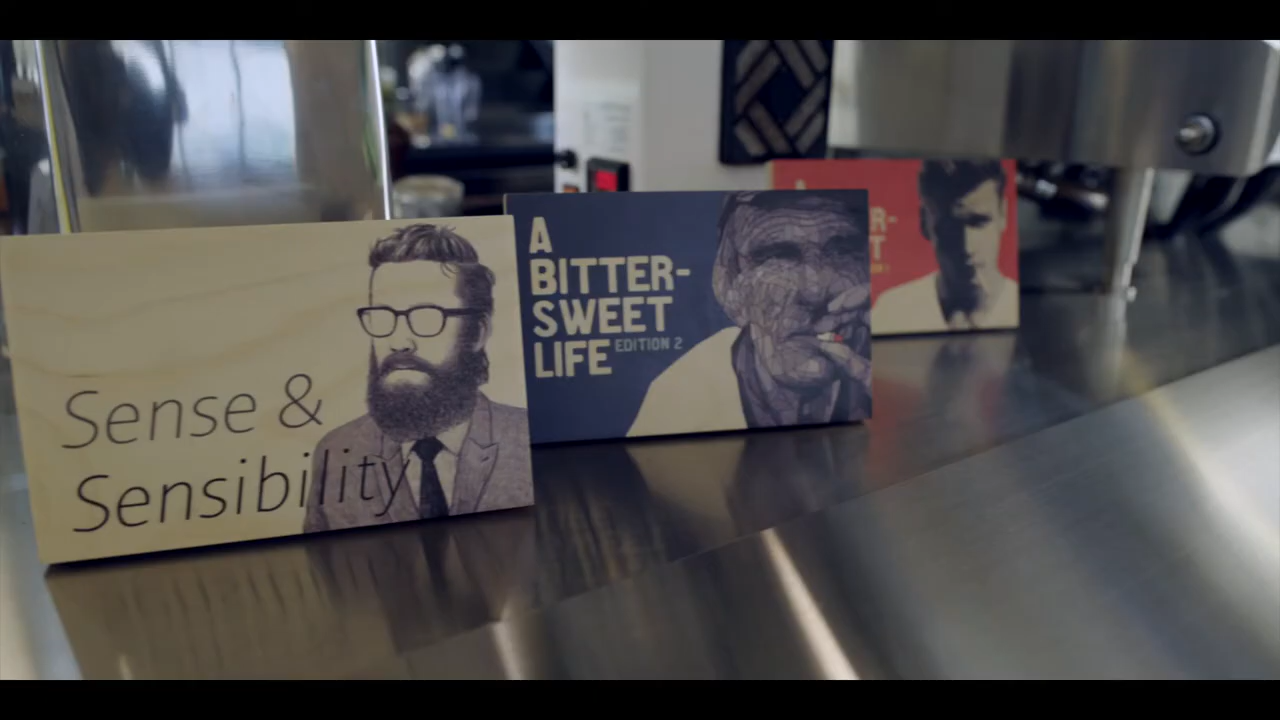 Sense &
Sensibility
A
BITTER-
SWEET
LIFE EDITION 2